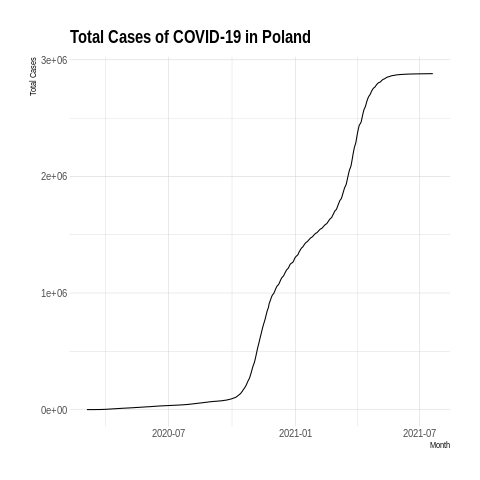 Total Cases of COVID-19 in Poland
Total Cases
3e+06
2e+06
1e+06
0e+00
2020-07
2021-01
2021-07
Month